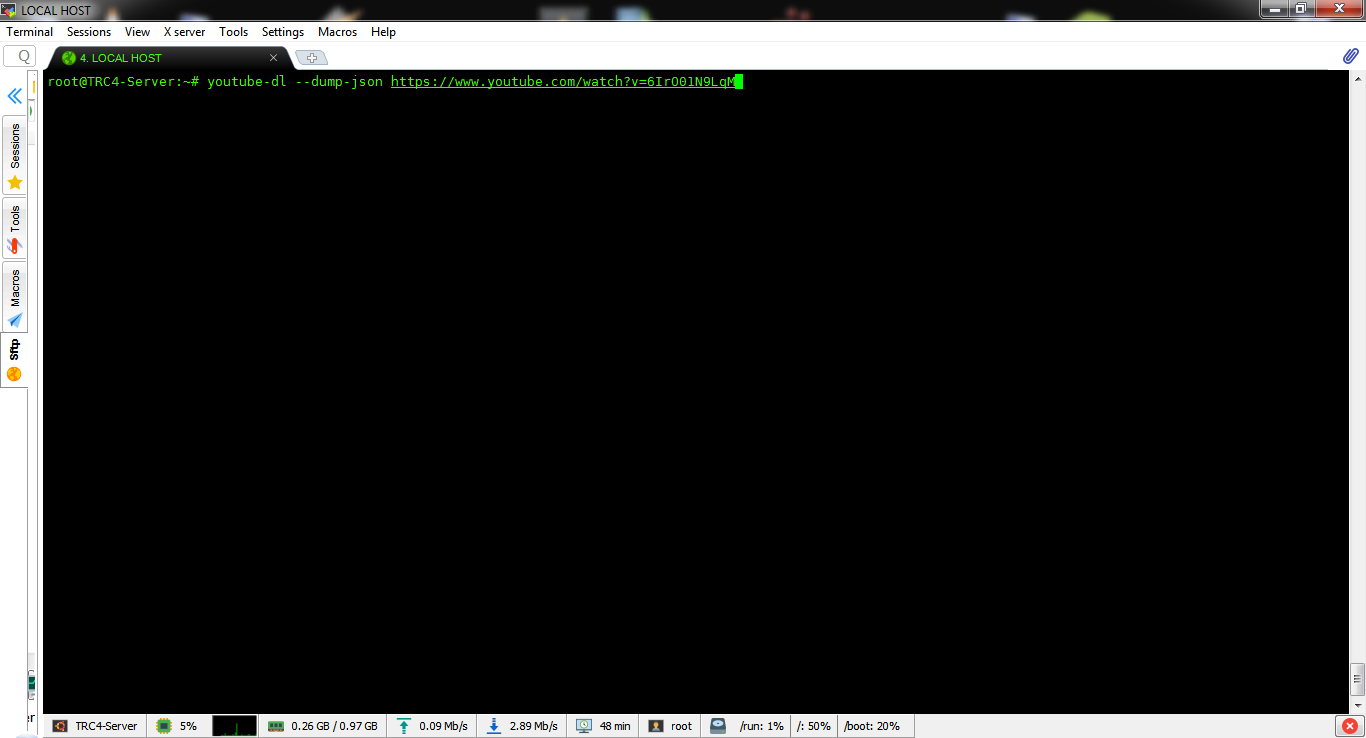 LOCAL HOST
Terminal Sessions View X server Tools Settings Macros Help
4. LOCAL HOST
Sessions
Tools
Macros
Sftp
root@TRC4-Server:~# youtube-dl --dump-json https://www.youtube.com/watch?v=6IrO01N9LqM
er
TRC4-Server 5% 0.26 GB / 0.97 GB 0.09 Mb/s 2.89 Mb/s 48 min root /run: 1% /: 50% /boot: 20%